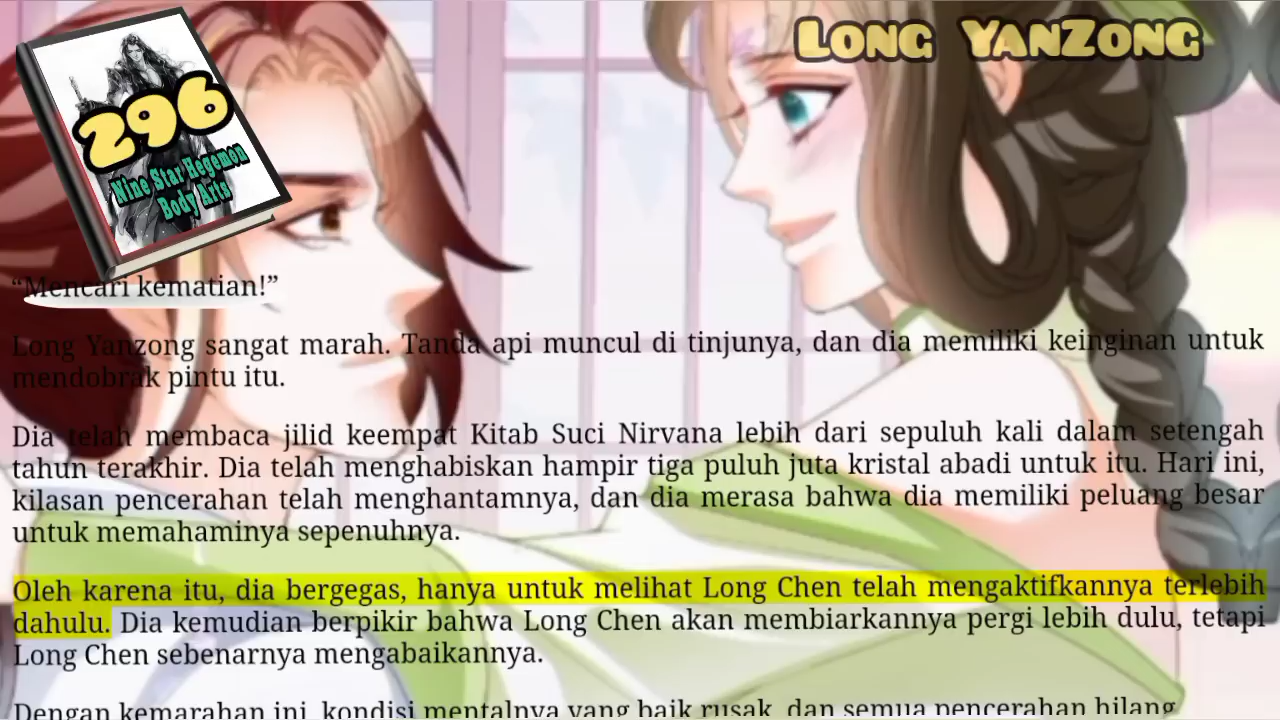 LONG YANZONG
296
Nine Star Hegemon
Body Arts
“Mencari kematian!”
Long Yanzong sangat marah. Tanda api muncul di tinjunya, dan dia memiliki keinginan untuk
mendobrak pintu itu.
Dia telah membaca jilid keempat Kitab Suci Nirvana lebih dari sepuluh kali dalam setengah
tahun terakhir. Dia telah menghabiskan hampir tiga puluh juta kristal abadi untuk itu. Hari ini,
kilasan pencerahan telah menghantamnya, dan dia merasa bahwa dia memiliki peluang besar
untuk memahaminya sepenuhnya.
Oleh karena itu, dia bergegas, hanya untuk melihat Long Chen telah mengaktifkannya terlebih
dahulu. Dia kemudian berpikir bahwa Long Chen akan membiarkannya pergi lebih dulu, tetapi
Long Chen sebenarnya mengabaikannya.
Dengan kemarahan ini, kondisi mentalnya yang baik rusak, dan semua pencerahan hilang